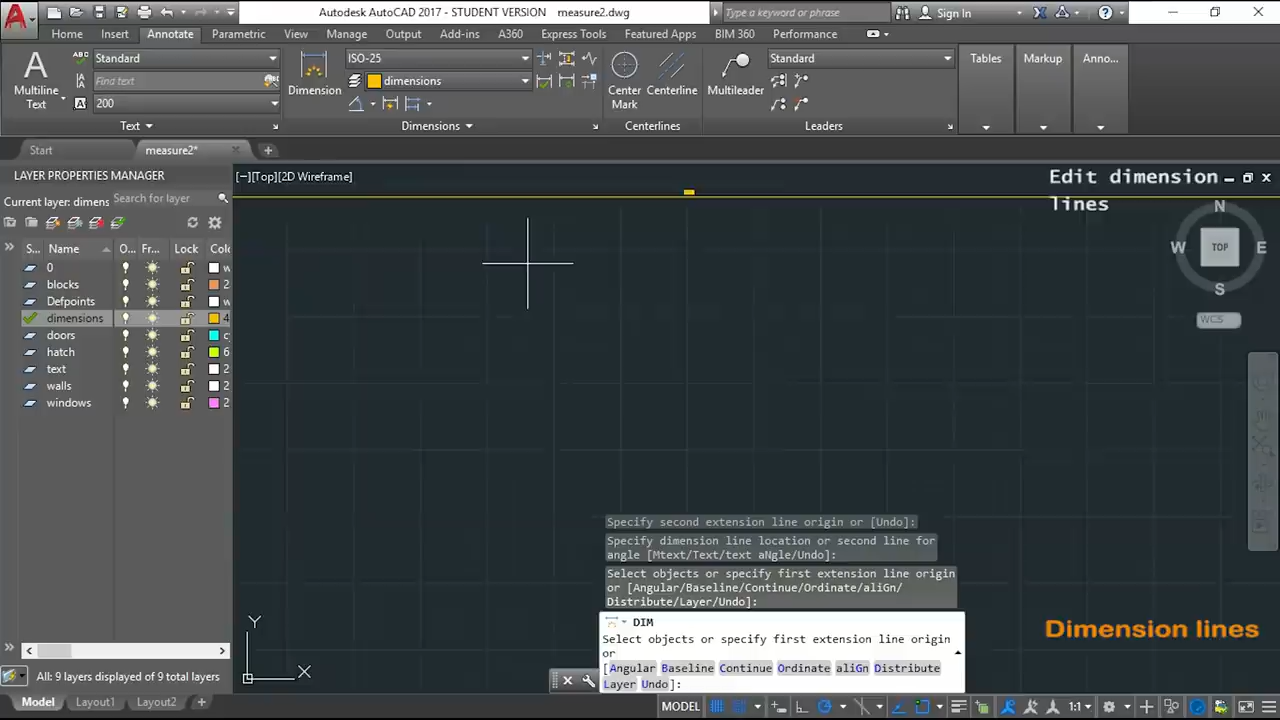 Autodesk AutoCAD 2017 - STUDENT VERSION measure2.dwg
Type a keyword or phrase
Sign In
Home Insert Annotate Parametric View Manage Output Add-ins A360 Express Tools Featured Apps BIM 360 Performance
Multiline
Text
Standard
Find text
200
Text
Dimension
ISO-25
dimensions
Dimensions
Center
Mark
Centerline
Centerlines
Multileader
Standard
Leaders
Tables
Markup
Anno...
Start
measure2*
LAYER PROPERTIES MANAGER
Current layer: dimens
Search for layer
S... Name O... Fr... Lock Colo
0 w
blocks 2
Defpoints w
dimensions 4
doors c
hatch 6
text 2
walls 2
windows 2
All: 9 layers displayed of 9 total layers
[−][Top][2D Wireframe]
Edit dimension
lines
N
W TOP E
S
WCS
Y
X
Specify second extension line origin or [Undo]:
Specify dimension line location or second line for
angle [Mtext/Text/text aNgle/Undo]:
Select objects or specify first extension line origin
or [Angular/Baseline/Continue/Ordinate/aliGn/
Distribute/Layer/Undo]:
DIM
Select objects or specify first extension line origin
or
[Angular Baseline Continue Ordinate aliGn Distribute
Layer Undo]:
Dimension lines
Model Layout1 Layout2 +
MODEL
1:1